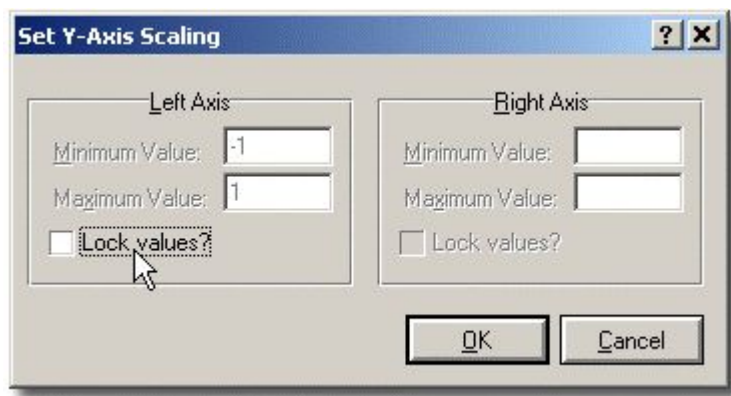 Set Y-Axis Scaling
Left Axis
Minimum Value: -1
Maximum Value: 1
Lock values?
Right Axis
Minimum Value:
Maximum Value:
Lock values?
OK Cancel